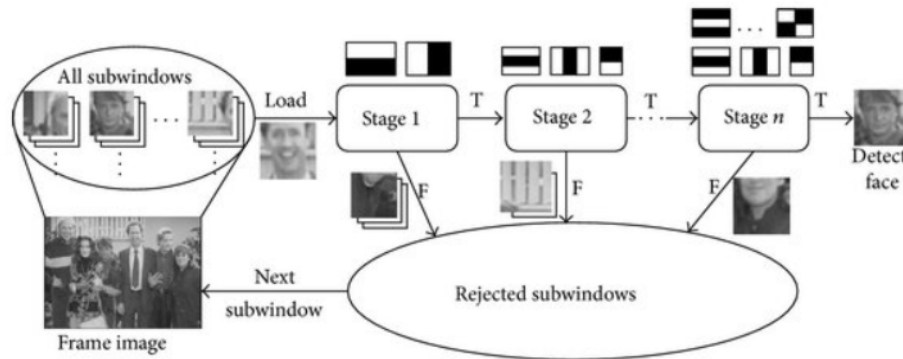 All subwindows
. . .
Load
Stage 1
T
Stage 2
T
. . .
Stage n
T
Detect
face
F
F
F
Next
subwindow
Rejected subwindows
Frame image